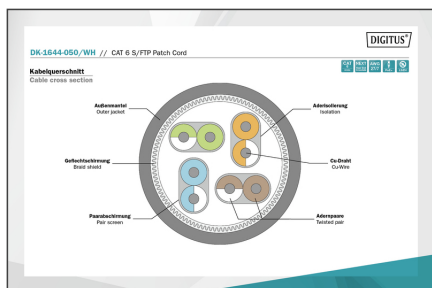 DIGITUS®
DK-1644-050/WH // CAT 6 S/FTP Patch Cord
Kabelquerschnitt
Cable cross section
Außenmantel
Outer jacket
Aderisolierung
Isolation
Geflechtschirmung
Braid shield
Cu-Draht
Cu-Wire
Paarabschirmung
Pair screen
Adernpaare
Twisted pair